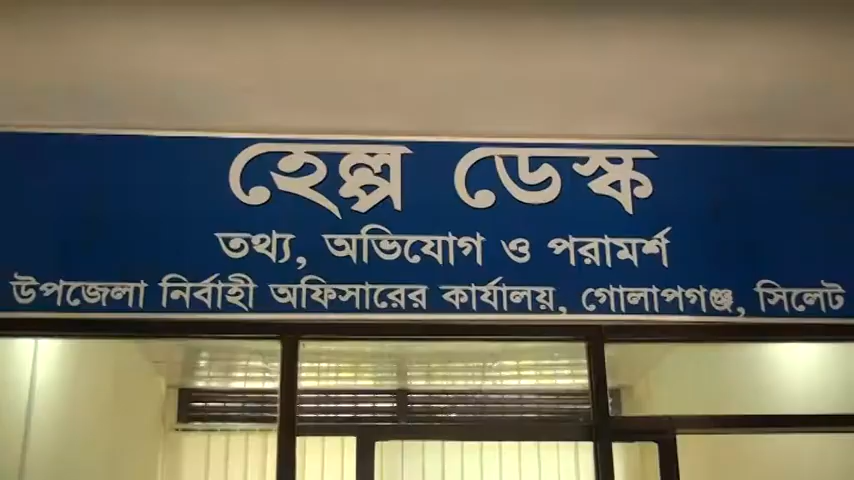 হেল্প ডেস্ক
তথ্য, অভিযোগ ও পরামর্শ
উপজেলা নির্বাহী অফিসারের কার্যালয়, গোলাপগঞ্জ, সিলেট